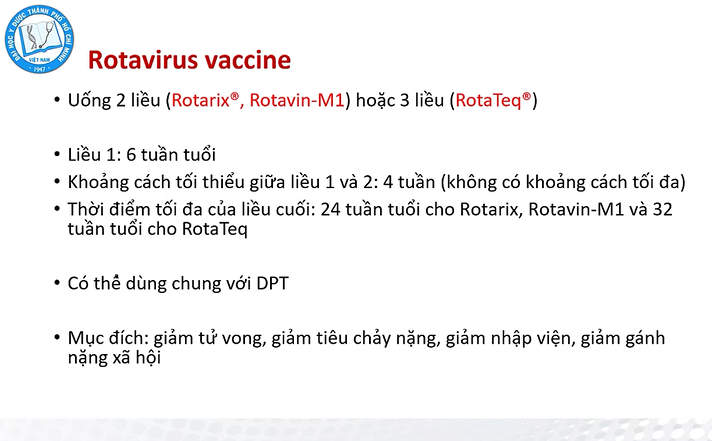 ĐẠI HỌC Y DƯỢC THÀNH PHỐ HỒ CHÍ MINH
VIỆT NAM
1947
Rotavirus vaccine
• Uống 2 liều (Rotarix®, Rotavin-M1) hoặc 3 liều (RotaTeq®)
• Liều 1: 6 tuần tuổi
• Khoảng cách tối thiểu giữa liều 1 và 2: 4 tuần (không có khoảng cách tối đa)
• Thời điểm tối đa của liều cuối: 24 tuần tuổi cho Rotarix, Rotavin-M1 và 32
tuần tuổi cho RotaTeq
• Có thể dùng chung với DPT
• Mục đích: giảm tử vong, giảm tiêu chảy nặng, giảm nhập viện, giảm gánh
nặng xã hội